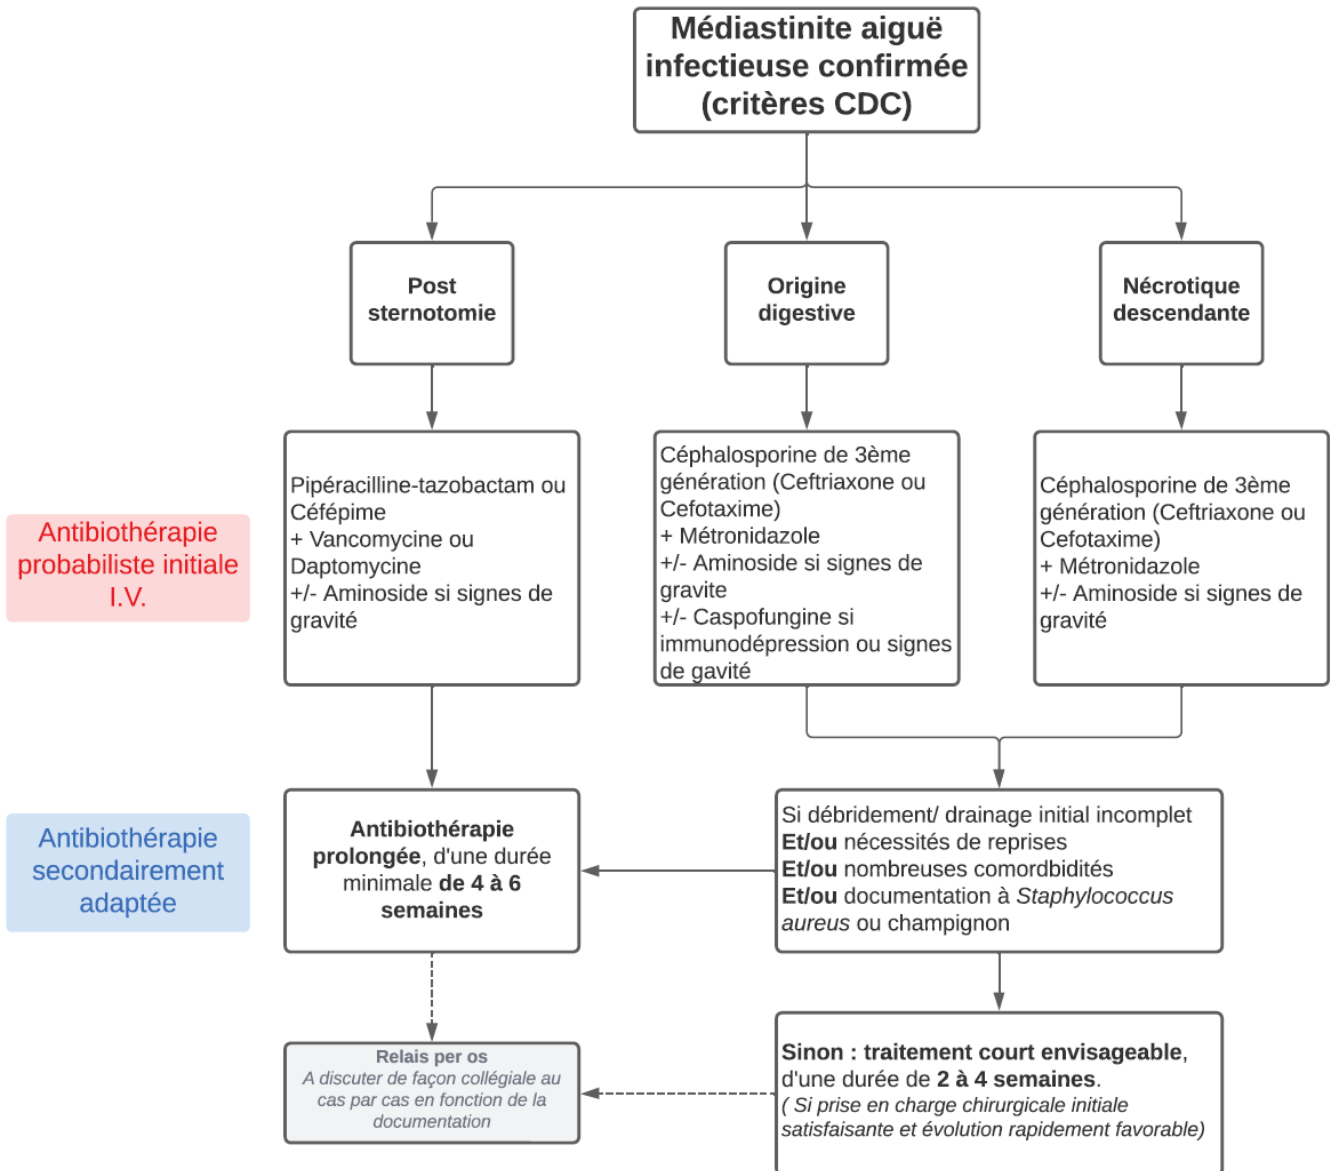 Médiastinite aiguë
infectieuse confirmée
(critères CDC)
Post
sternotomie
Origine
digestive
Nécrotique
descendante
Antibiothérapie
probabiliste initiale
I.V.
Pipéracilline-tazobactam ou
Céfépime
+ Vancomycine ou
Daptomycine
+/- Aminoside si signes de
gravité
Céphalosporine de 3ème
génération (Ceftriaxone ou
Cefotaxime)
+ Métronidazole
+/- Aminoside si signes de
gravite
+/- Caspofungine si
immunodépression ou signes
de gavité
Céphalosporine de 3ème
génération (Ceftriaxone ou
Cefotaxime)
+ Métronidazole
+/- Aminoside si signes de
gravité
Antibiothérapie
secondairement
adaptée
Antibiothérapie
prolongée, d'une durée
minimale de 4 à 6
semaines
Si débridement/ drainage initial incomplet
Et/ou nécessités de reprises
Et/ou nombreuses comordbidités
Et/ou documentation à Staphylococcus
aureus ou champignon
Relais per os
A discuter de façon collégiale au
cas par cas en fonction de la
documentation
Sinon : traitement court envisageable,
d'une durée de 2 à 4 semaines.
( Si prise en charge chirurgicale initiale
satisfaisante et évolution rapidement favorable)